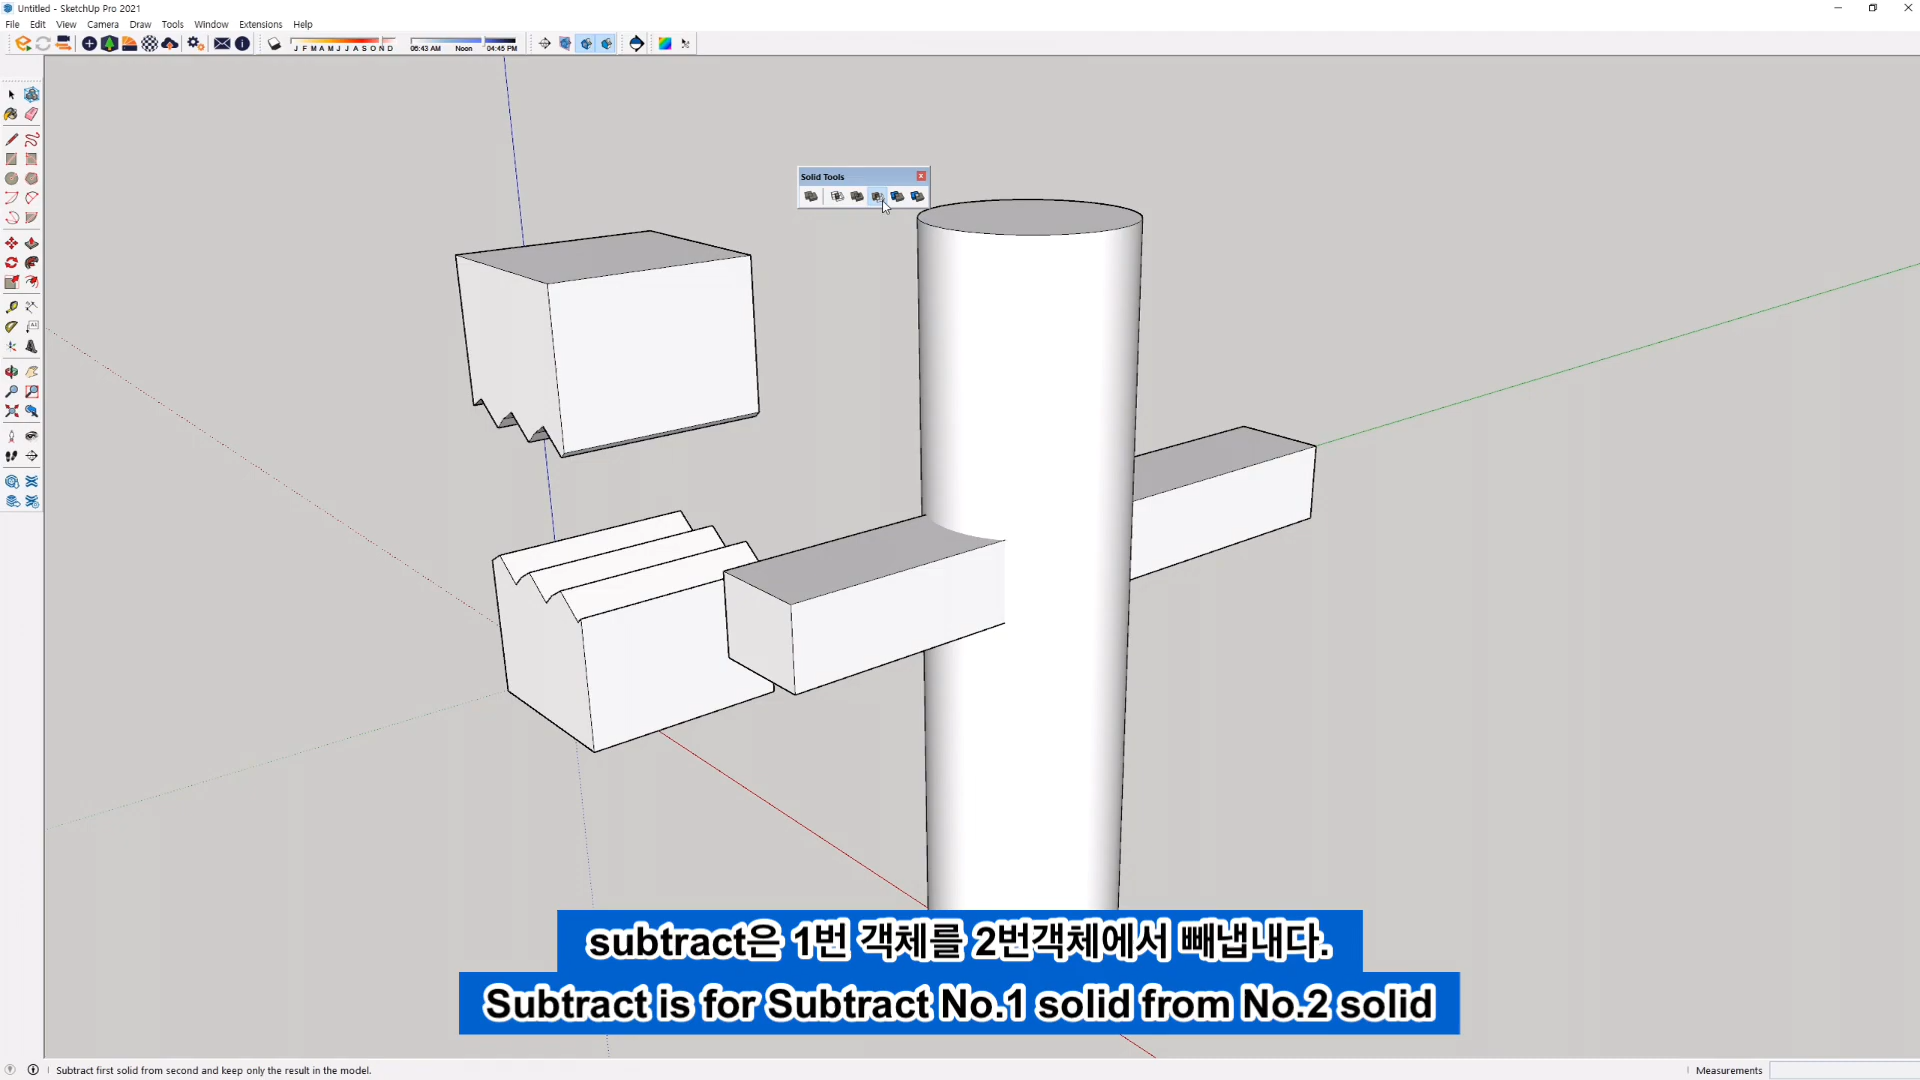 Untitled - SketchUp Pro 2021
File Edit View Camera Draw Tools Window Extensions Help
J F M A M J J A S O N D
06:43 AM Noon 04:45 PM
Solid Tools
subtract은 1번 객체를 2번객체에서 빼냅내다.
Subtract is for Subtract No.1 solid from No.2 solid
Subtract first solid from second and keep only the result in the model.
Measurements